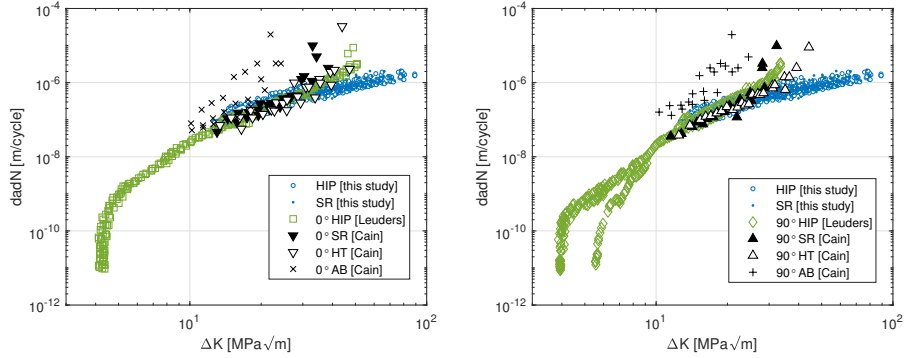 10^-4
10^-6
10^-8
10^-10
10^-12
dadN [m/cycle]
HIP [this study]
SR [this study]
0° HIP [Leuders]
0° SR [Cain]
0° HT [Cain]
0° AB [Cain]
10^1
10^2
ΔK [MPa√m]
10^-4
10^-6
10^-8
10^-10
10^-12
dadN [m/cycle]
HIP [this study]
SR [this study]
90° HIP [Leuders]
90° SR [Cain]
90° HT [Cain]
90° AB [Cain]
10^1
10^2
ΔK [MPa√m]